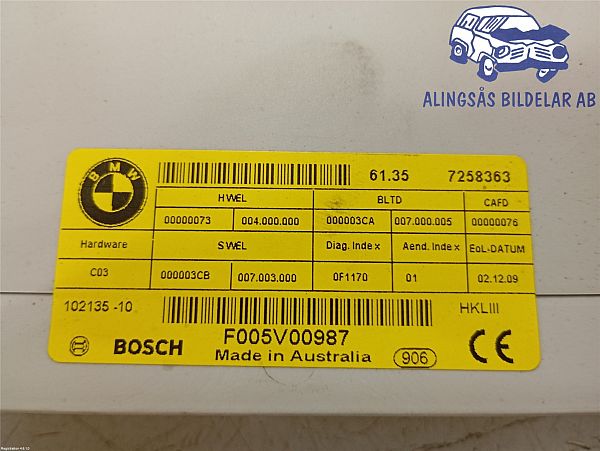 ALINGSÅS BILDELAR AB
BMW
61.35 7258363
HWEL BLTD CAFD
00000073 004.000.000 000003CA 007.000.005 00000076
Hardware SWEL Diag. Index Aend. Index EoL-DATUM
C03 000003CB 007.003.000 0F1170 01 02.12.09
102135 -10 HKLIII
BOSCH F005V00987
Made in Australia 906 CE